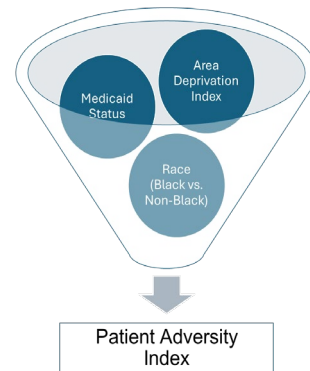 Area
Deprivation
Index
Medicaid
Status
Race
(Black vs.
Non-Black)
Patient Adversity
Index